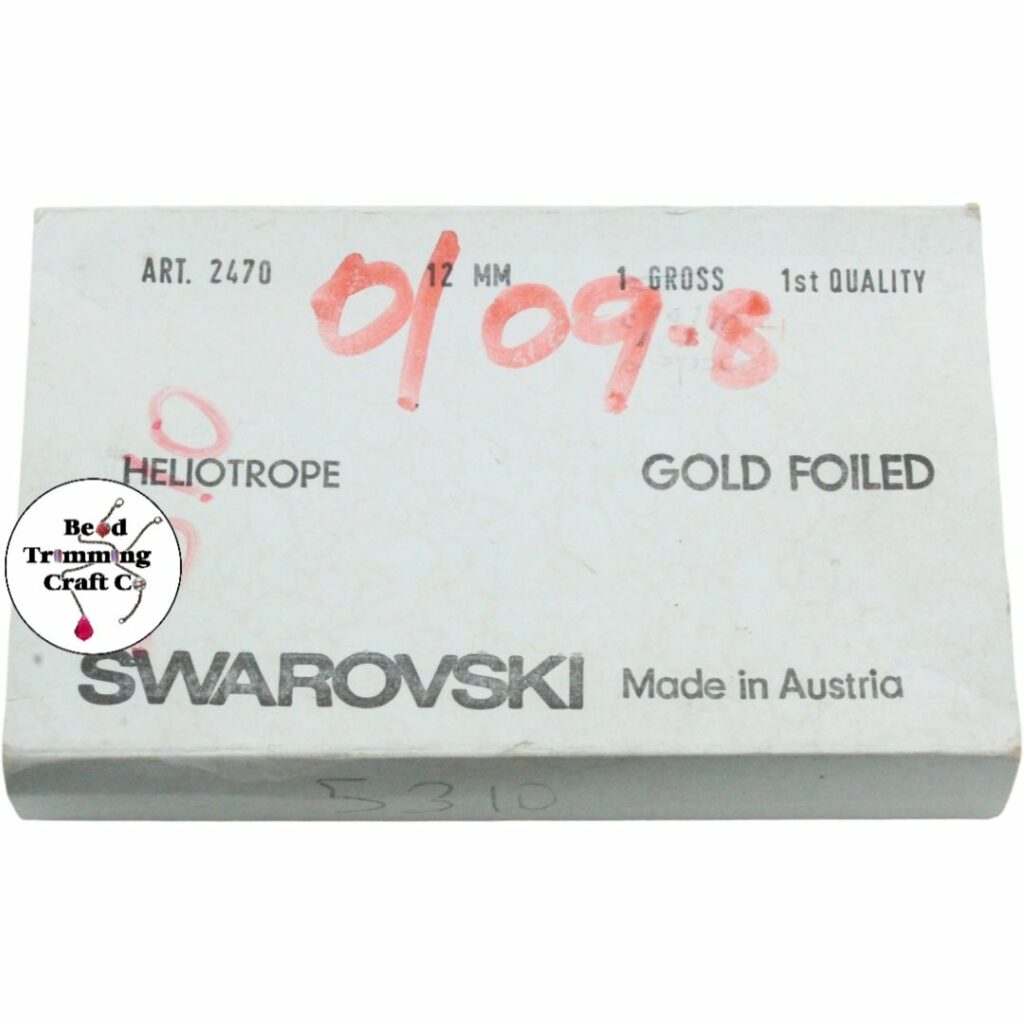 ART. 2470 12 MM 1 GROSS 1st QUALITY
0/09-8
HELIOTROPE GOLD FOILED
Bead
Trimming
Craft Co
SWAROVSKI Made in Austria
5310